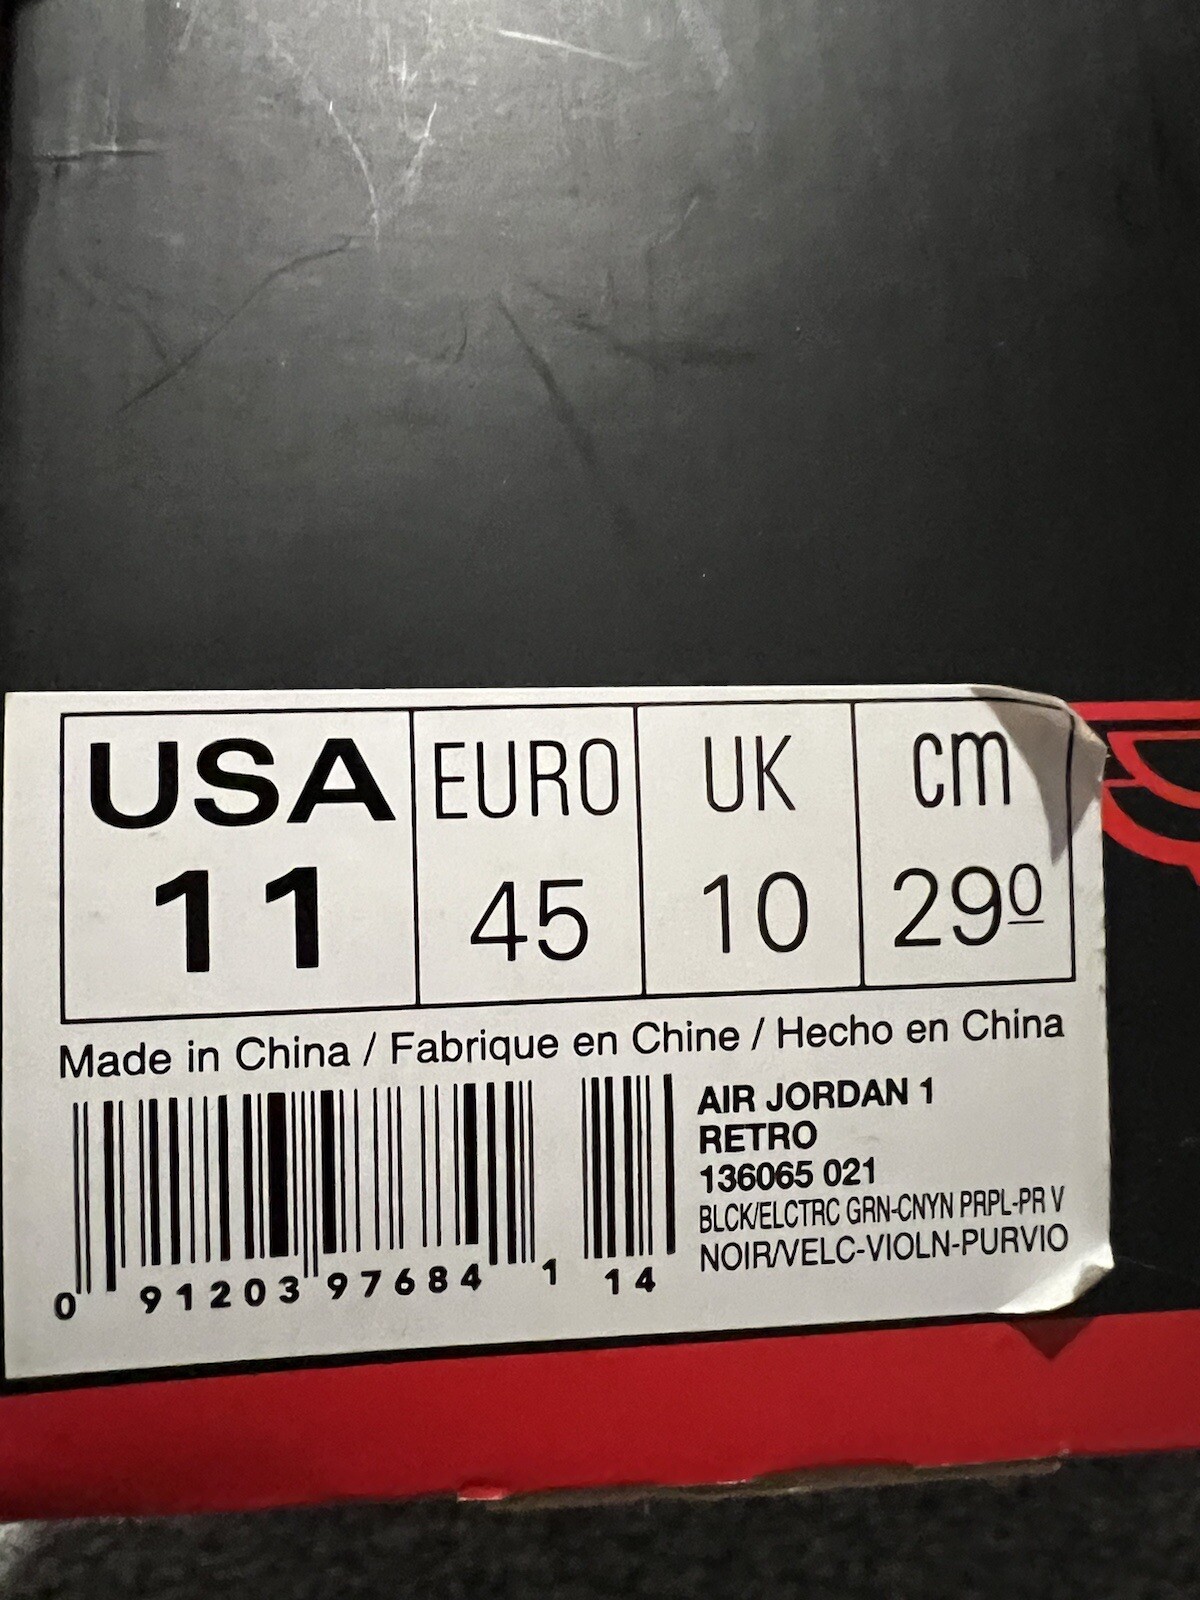 USA EURO UK cm
11 45 10 29⁰
Made in China / Fabrique en Chine / Hecho en China
AIR JORDAN 1
RETRO
136065 021
BLCK/ELCTRC GRN-CNYN PRPL-PR V
NOIR/VELC-VIOLN-PURVIO
0 91203 97684 1 14